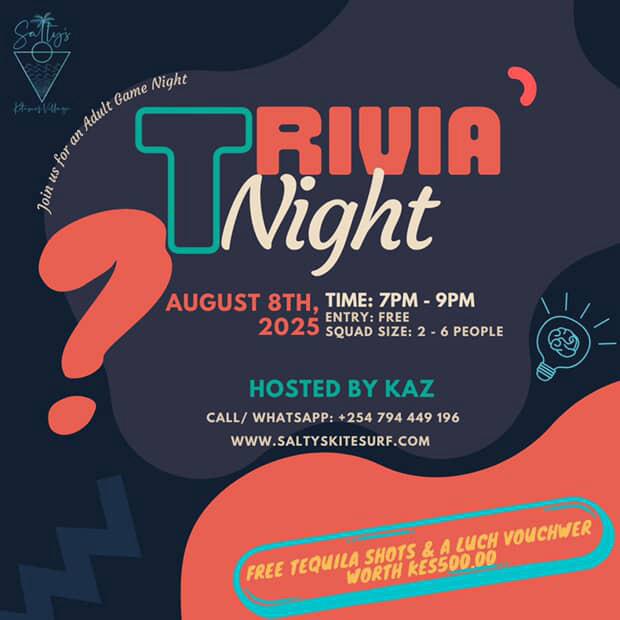 Salty's
Kitesurf Village
Join us for an Adult Game Night
TRIVIA
Night
?
AUGUST 8TH,
2025
TIME: 7PM - 9PM
ENTRY: FREE
SQUAD SIZE: 2 - 6 PEOPLE
HOSTED BY KAZ
CALL/ WHATSAPP: +254 794 449 196
WWW.SALTYSKITESURF.COM
FREE TEQUILA SHOTS & A LUCH VOUCHWER
WORTH KES500.00